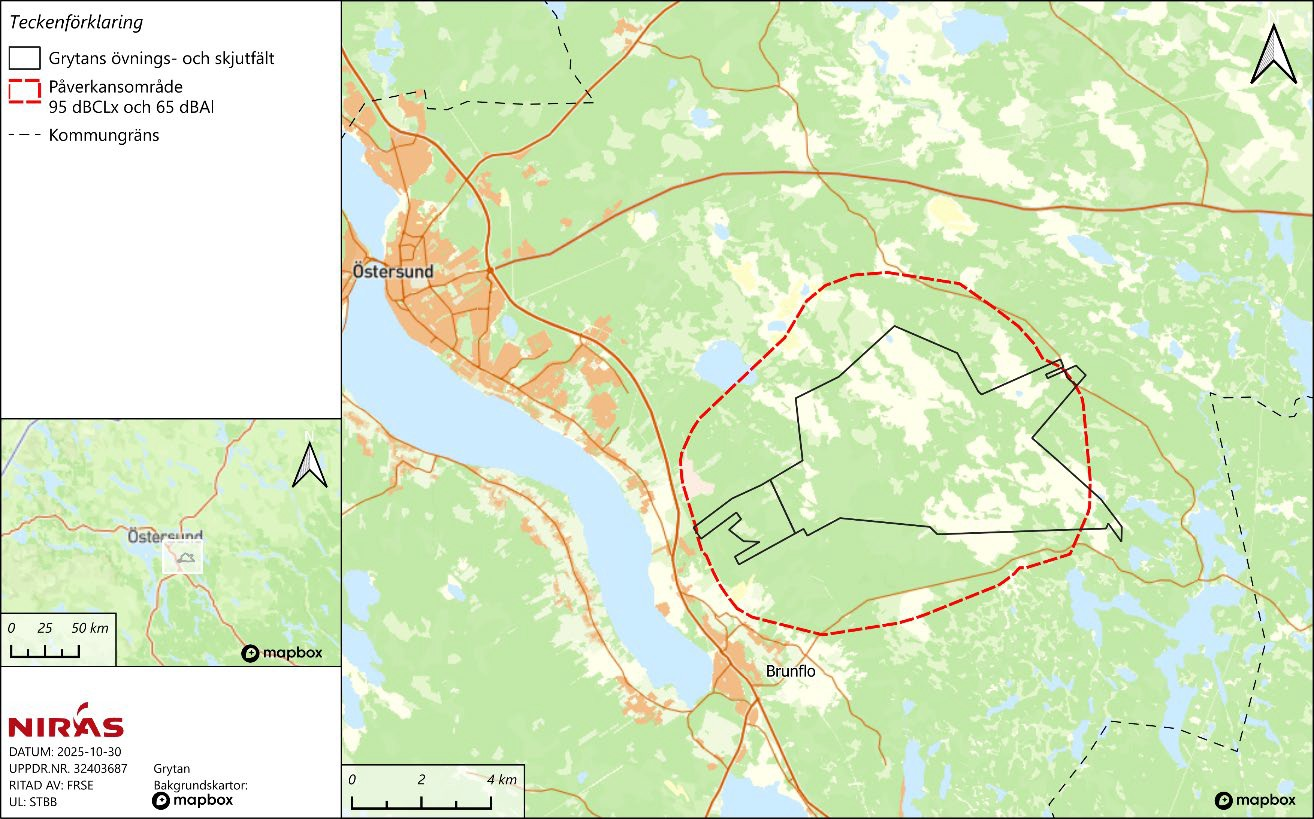 Teckenförklaring
Grytans övnings- och skjutfält
Påverkansområde
95 dBCLx och 65 dBAl
Kommungräns
Östersund
0 25 50 km
mapbox
NIRAS
DATUM: 2025-10-30
UPPDR.NR. 32403687
RITAD AV: FRSE
UL: STBB
Grytan
Bakgrundskartor:
mapbox
Östersund
Brunflo
0 2 4 km
mapbox